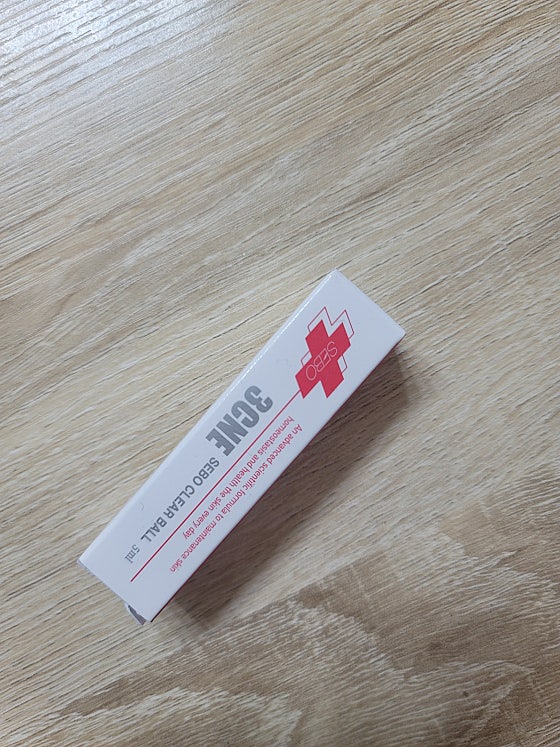 SEBO
3CNE SEBO CLEAR BALL 5ml
An advanced scientific formula to maintenance skin
homeostasis and health the skin every day